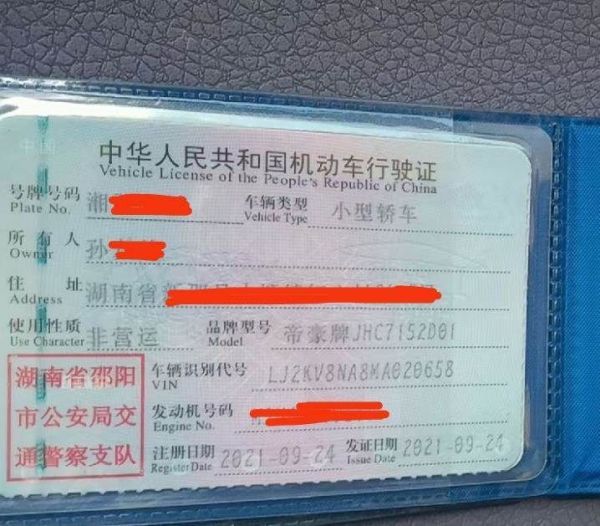 中华人民共和国机动车行驶证
Vehicle License of the People's Republic of China
号牌号码 湘 车辆类型 小型轿车
Plate No. Vehicle Type
所有人 孙
Owner
住址 湖南省
Address
使用性质 非营运 品牌型号 帝豪牌JHC7152D01
Use Character Model
湖南省邵阳 车辆识别代号 LJ2KV8NA8MA020658
VIN
市公安局交 发动机号码
Engine No.
通警察支队 注册日期 2021-09-24 发证日期 2021-09-24
Register Date Issue Date